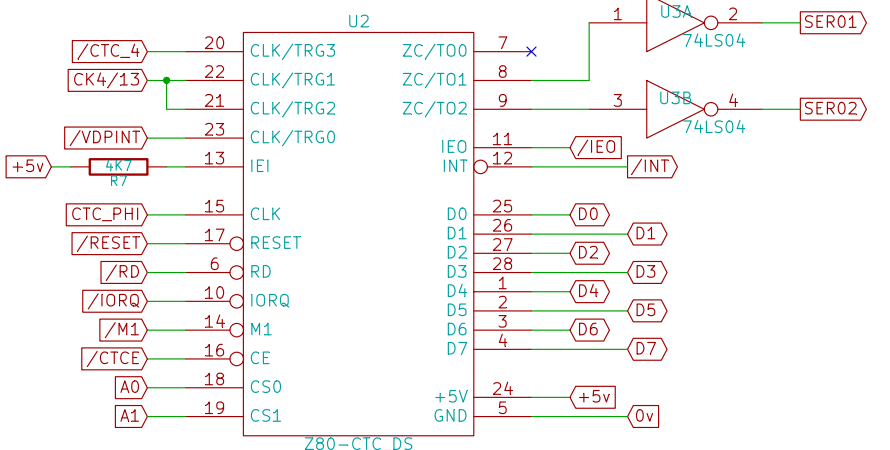 U2
U3A
1
2
SER01
74LS04
/CTC_4
20
CLK/TRG3
ZC/TO0
7
CK4/13
22
CLK/TRG1
ZC/TO1
8
21
CLK/TRG2
ZC/TO2
9
3
U3B
4
SER02
74LS04
/VDPINT
23
CLK/TRG0
IEO
11
/IEO
+5v
4K7
R7
13
IEI
INT
12
/INT
CTC_PHI
15
CLK
D0
25
D0
/RESET
17
RESET
D1
26
D1
D2
27
D2
/RD
6
RD
D3
28
D3
/IORQ
10
IORQ
D4
1
D4
D5
2
D5
/M1
14
M1
D6
3
D6
D7
4
D7
/CTCE
16
CE
A0
18
CS0
+5V
24
+5v
A1
19
CS1
GND
5
0v
Z80-CTC_DS